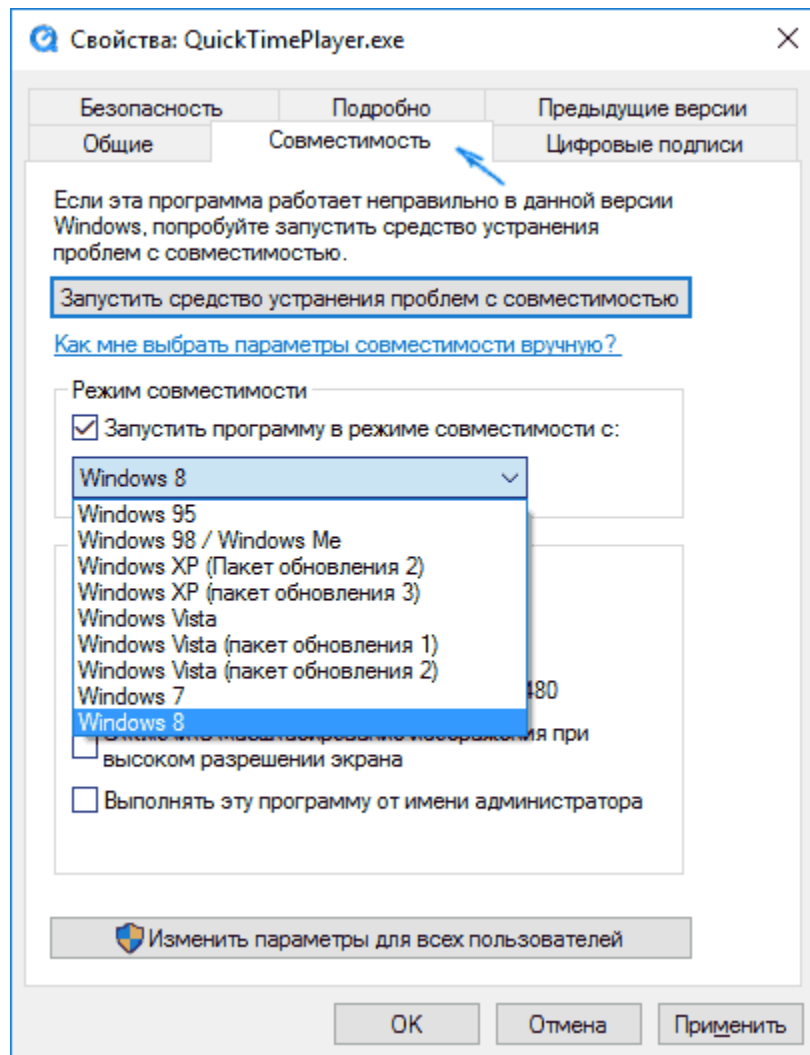 Свойства: QuickTimePlayer.exe
Безопасность Подробно Предыдущие версии
Общие Совместимость Цифровые подписи
Если эта программа работает неправильно в данной версии
Windows, попробуйте запустить средство устранения
проблем с совместимостью.
Запустить средство устранения проблем с совместимостью
Как мне выбрать параметры совместимости вручную?
Режим совместимости
Запустить программу в режиме совместимости с:
Windows 8
Windows 95
Windows 98 / Windows Me
Windows XP (Пакет обновления 2)
Windows XP (пакет обновления 3)
Windows Vista
Windows Vista (пакет обновления 1)
Windows Vista (пакет обновления 2)
Windows 7 480
Windows 8
при
высоком разрешении экрана
Выполнять эту программу от имени администратора
Изменить параметры для всех пользователей
OK Отмена Применить